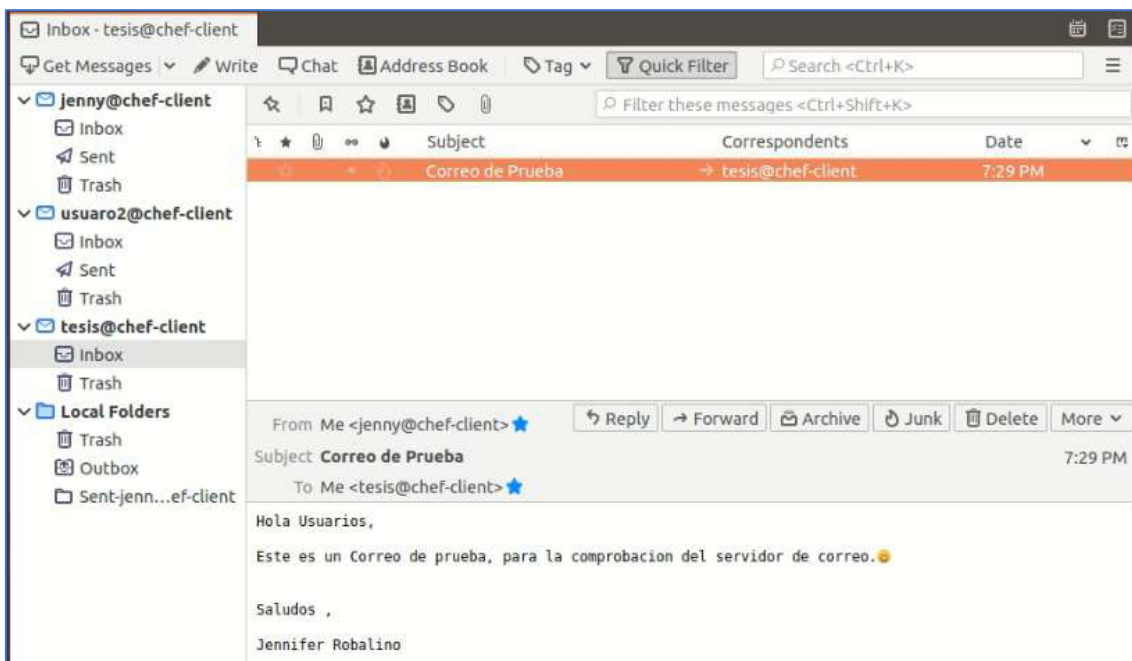 Inbox - tesis@chef-client
Get Messages Write Chat Address Book Tag Quick Filter Search <Ctrl+K>
jenny@chef-client
Inbox
Sent
Trash
usuaro2@chef-client
Inbox
Sent
Trash
tesis@chef-client
Inbox
Trash
Local Folders
Trash
Outbox
Sent-jenn...ef-client
Filter these messages <Ctrl+Shift+K>
Subject Correspondents Date
Correo de Prueba → tesis@chef-client 7:29 PM
From Me <jenny@chef-client> Reply Forward Archive Junk Delete More
Subject Correo de Prueba 7:29 PM
To Me <tesis@chef-client>
Hola Usuarios,
Este es un Correo de prueba, para la comprobacion del servidor de correo.
Saludos ,
Jennifer Robalino